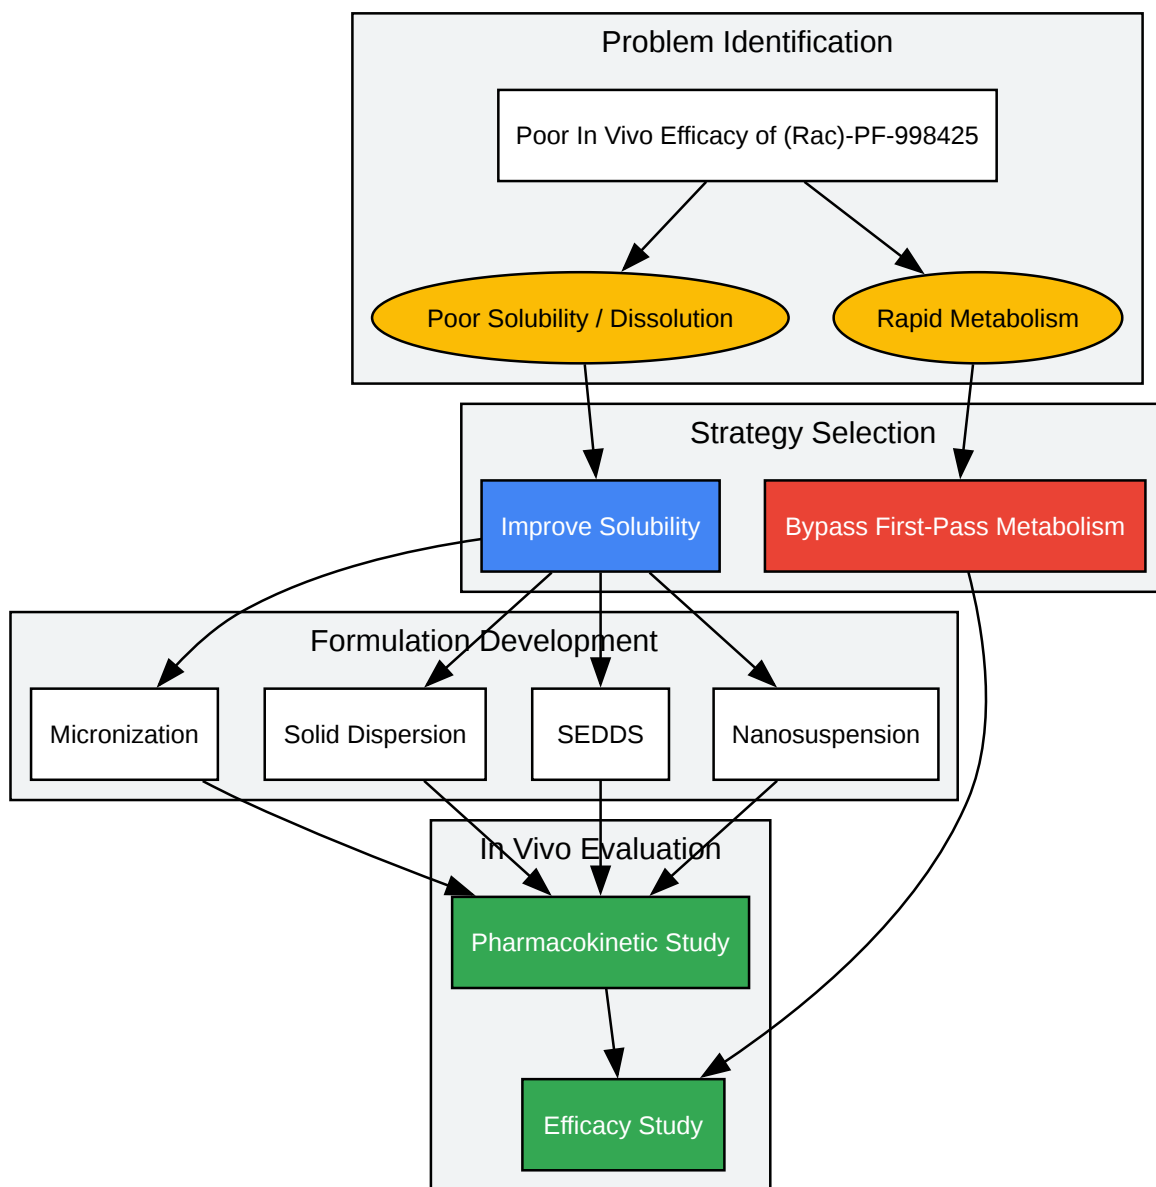 Problem Identification
Poor In Vivo Efficacy of (Rac)-PF-998425
Poor Solubility / Dissolution
Rapid Metabolism
Strategy Selection
Improve Solubility
Bypass First-Pass Metabolism
Formulation Development
Micronization
Solid Dispersion
SEDDS
Nanosuspension
In Vivo Evaluation
Pharmacokinetic Study
Efficacy Study